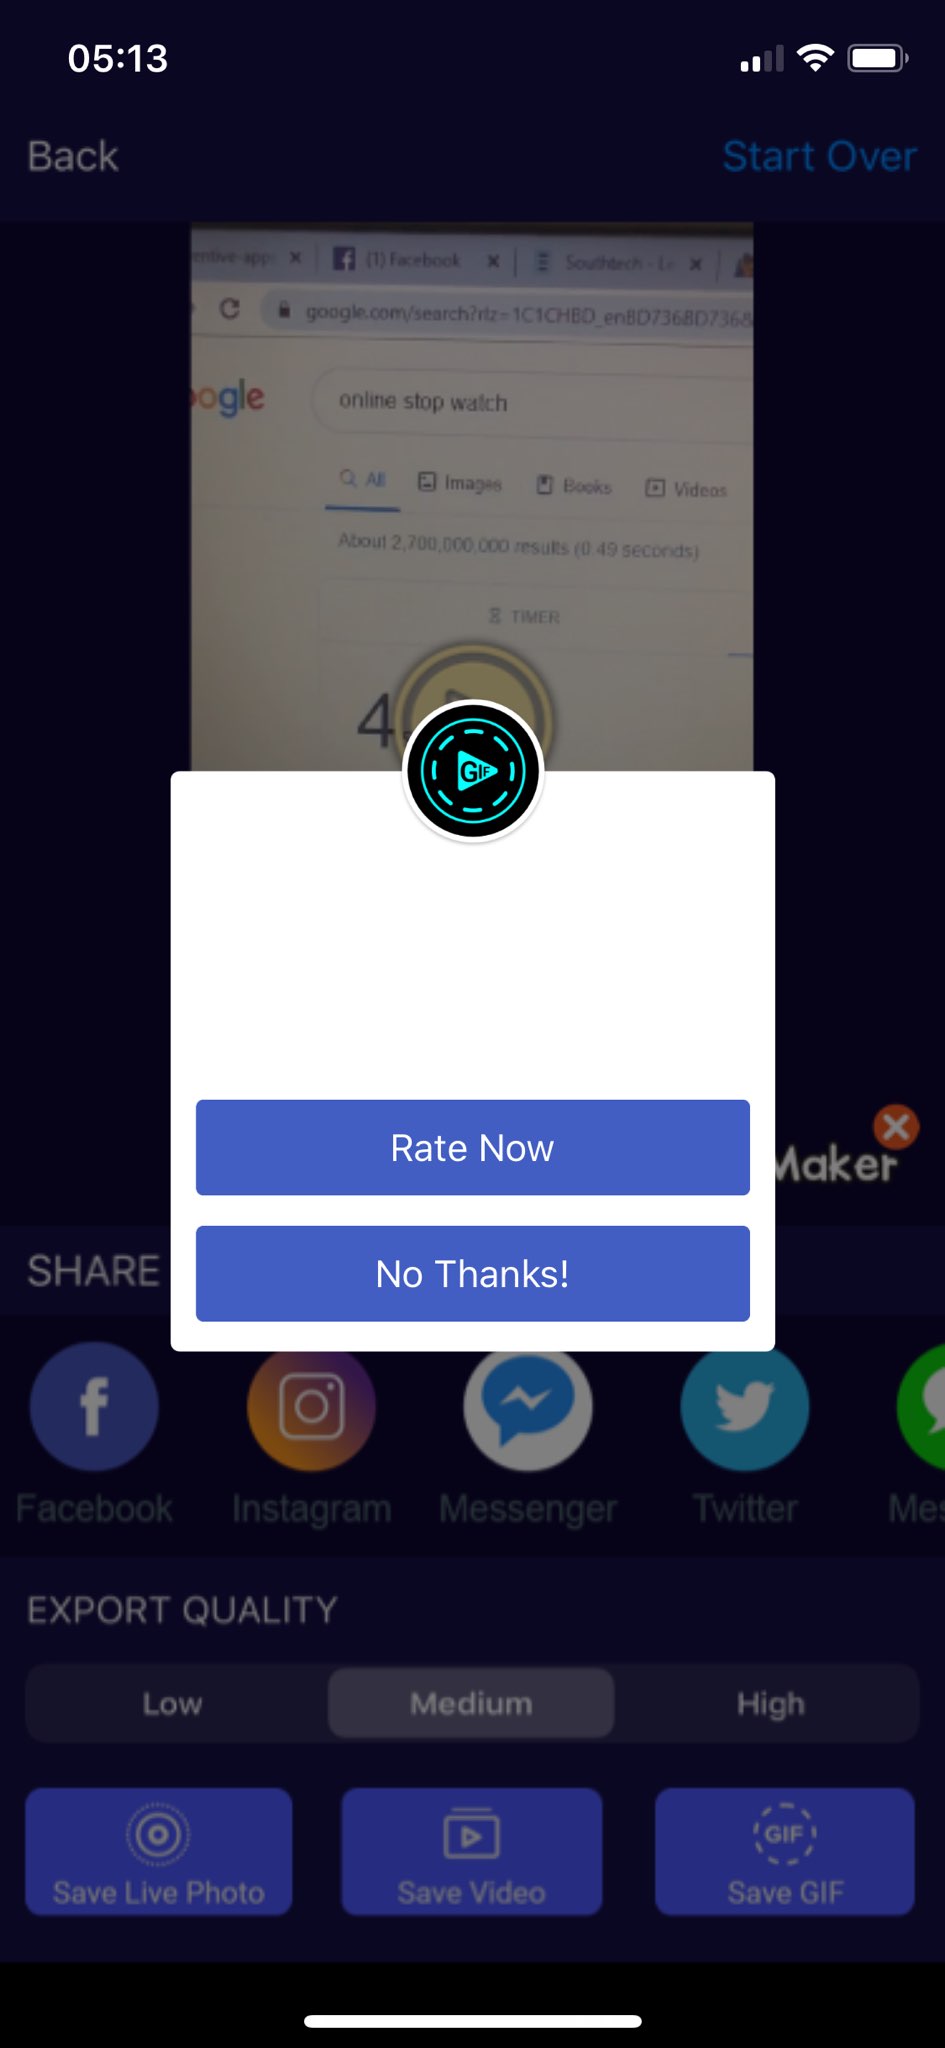 05:13
Back
Start Over
(1) Facebook
Southtech - Le
google.com/search?rlz=1C1CHBD_enBD736BD736&
ogle
online stop watch
All Images Books Videos
About 2,700,000,000 results (0.49 seconds)
TIMER
4
GIF
Rate Now
Maker
No Thanks!
SHARE
Facebook Instagram Messenger Twitter Mes
EXPORT QUALITY
Low Medium High
GIF
Save Live Photo Save Video Save GIF